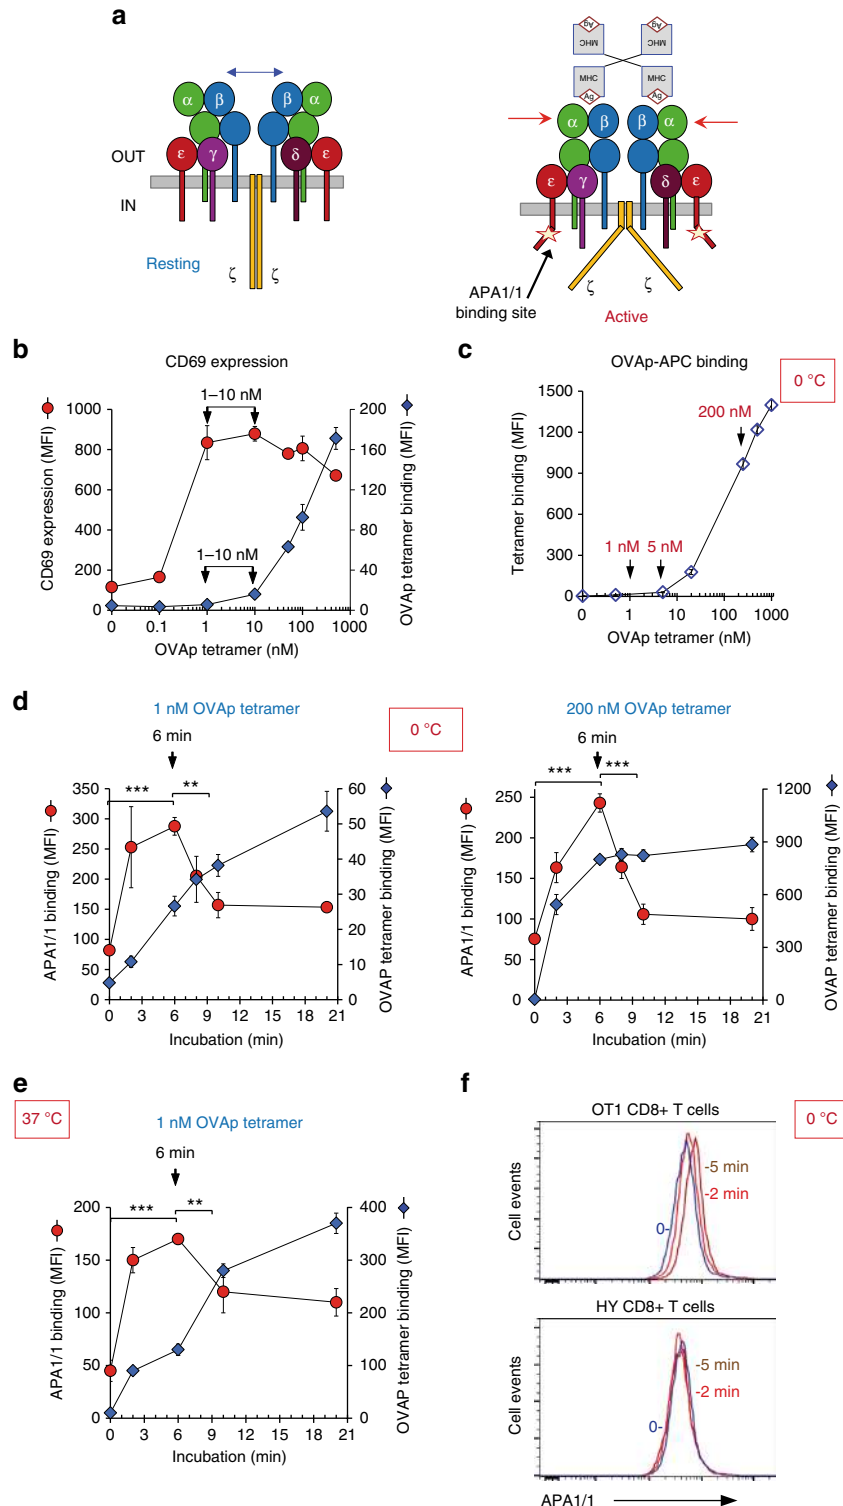 a
Ag
Ag
MHC
MHC
MHC
MHC
Ag
Ag
α
β
β
α
ε
γ
δ
ε
OUT
IN
Resting
ζ
ζ
α
β
β
α
ε
γ
δ
ε
ζ
ζ
APA1/1
binding site
Active
b
CD69 expression
1–10 nM
1–10 nM
CD69 expression (MFI)
1000
800
600
400
200
0
OVAp tetramer binding (MFI)
200
160
120
80
40
0
0
0.1
1
10
100
1000
OVAp tetramer (nM)
c
OVAp-APC binding
0 °C
200 nM
1 nM
5 nM
Tetramer binding (MFI)
1500
1200
900
600
300
0
0
1
10
100
1000
OVAp tetramer (nM)
d
1 nM OVAp tetramer
0 °C
6 min
***
**
APA1/1 binding (MFI)
350
300
250
200
150
100
50
0
OVAP tetramer binding (MFI)
60
50
40
30
20
10
0
0 3 6 9 12 15 18 21
Incubation (min)
200 nM OVAp tetramer
6 min
***
***
APA1/1 binding (MFI)
250
200
150
100
50
0
OVAP tetramer binding (MFI)
1200
900
600
300
0
0 3 6 9 12 15 18 21
Incubation (min)
e
37 °C
1 nM OVAp tetramer
6 min
***
**
APA1/1 binding (MFI)
200
150
100
50
0
OVAP tetramer binding (MFI)
400
300
200
100
0
0 3 6 9 12 15 18 21
Incubation (min)
f
0 °C
OT1 CD8+ T cells
Cell events
-5 min
-2 min
0-
HY CD8+ T cells
Cell events
-5 min
-2 min
0-
APA1/1